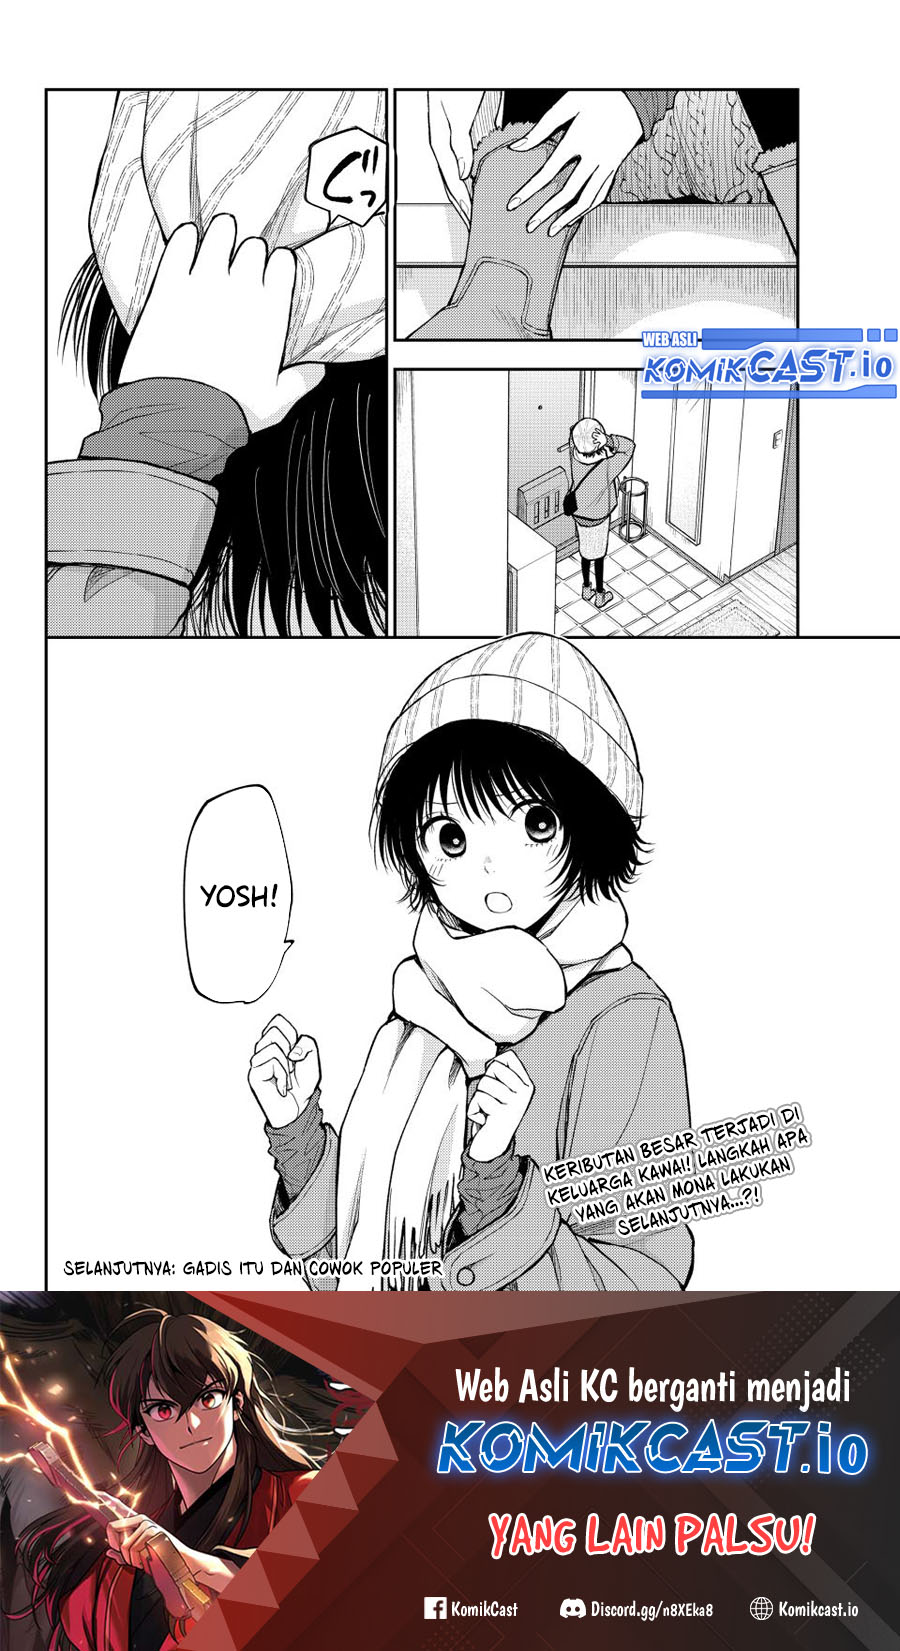 ぐっ
WEB ASLI
KOMIKCAST.iO
YOSH!
KERIBUTAN BESAR TERJADI DI
KELUARGA KAWAI! LANGKAH APA
YANG AKAN MONA LAKUKAN
SELANJUTNYA...?!
SELANJUTNYA: GADIS ITU DAN COWOK POPULER
Web Asli KC berganti menjadi
KOMIKCAST.iO
YANG LAIN PALSU!
KomikCast
Discord.gg/n8XEka8
Komikcast.io